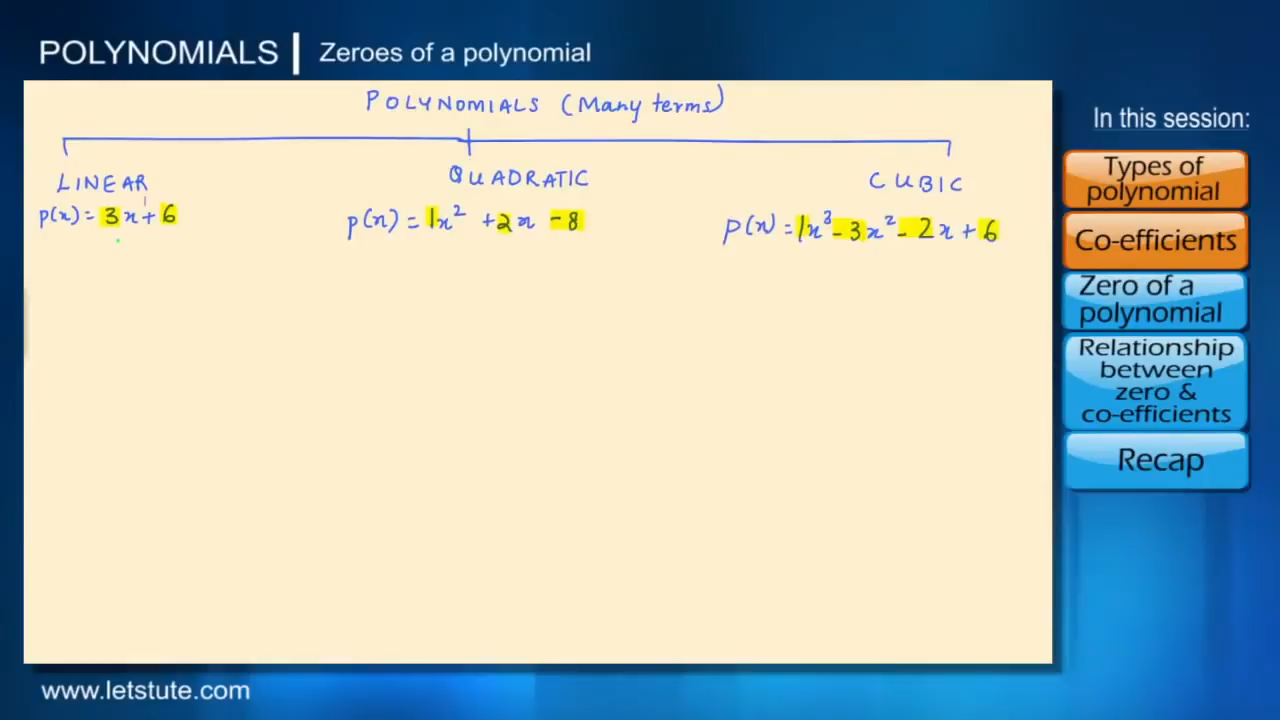 POLYNOMIALS | Zeroes of a polynomial
POLYNOMIALS (Many terms)
LINEAR
p(x) = 3x + 6
QUADRATIC
p(x) = 1x² + 2x - 8
CUBIC
p(x) = 1x³ - 3x² - 2x + 6
In this session:
Types of
polynomial
Co-efficients
Zero of a
polynomial
Relationship
between
zero &
co-efficients
Recap
www.letstute.com